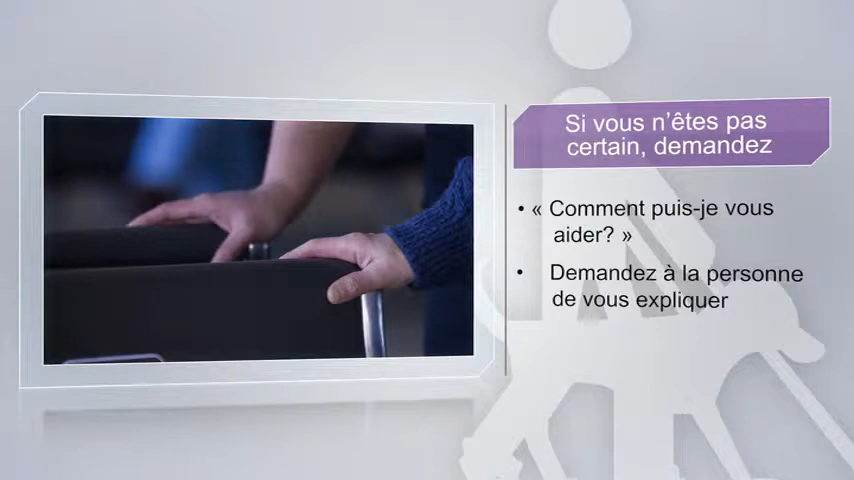 Si vous n'êtes pas
certain, demandez
• « Comment puis-je vous
aider? »
• Demandez à la personne
de vous expliquer